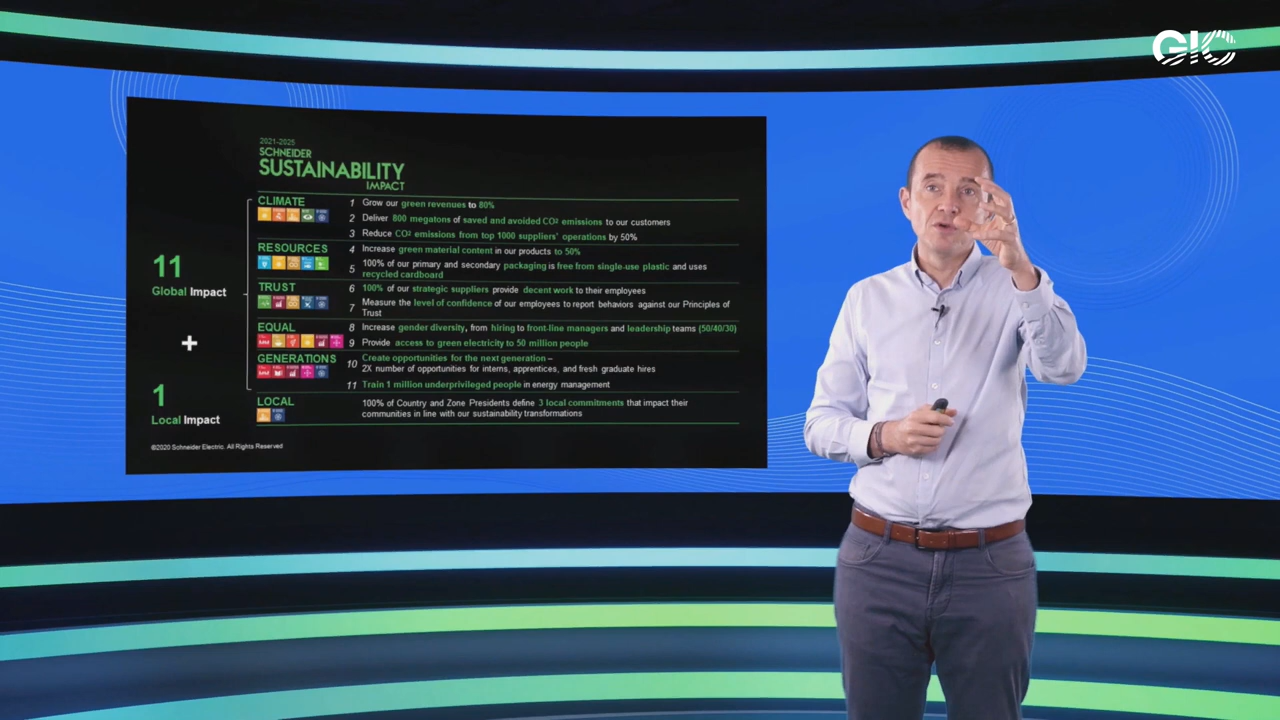 GIC
2021-2025
SCHNEIDER
SUSTAINABILITY
IMPACT
11
Global Impact
+
1
Local Impact
CLIMATE
1 Grow our green revenues to 80%
2 Deliver 800 megatons of saved and avoided CO² emissions to our customers
3 Reduce CO² emissions from top 1000 suppliers' operations by 50%
RESOURCES
4 Increase green material content in our products to 50%
5 100% of our primary and secondary packaging is free from single-use plastic and uses
recycled cardboard
TRUST
6 100% of our strategic suppliers provide decent work to their employees
7 Measure the level of confidence of our employees to report behaviors against our Principles of
Trust
EQUAL
8 Increase gender diversity, from hiring to front-line managers and leadership teams (50/40/30)
9 Provide access to green electricity to 50 million people
GENERATIONS
10 Create opportunities for the next generation –
2X number of opportunities for interns, apprentices, and fresh graduate hires
11 Train 1 million underprivileged people in energy management
LOCAL
100% of Country and Zone Presidents define 3 local commitments that impact their
communities in line with our sustainability transformations
©2020 Schneider Electric. All Rights Reserved